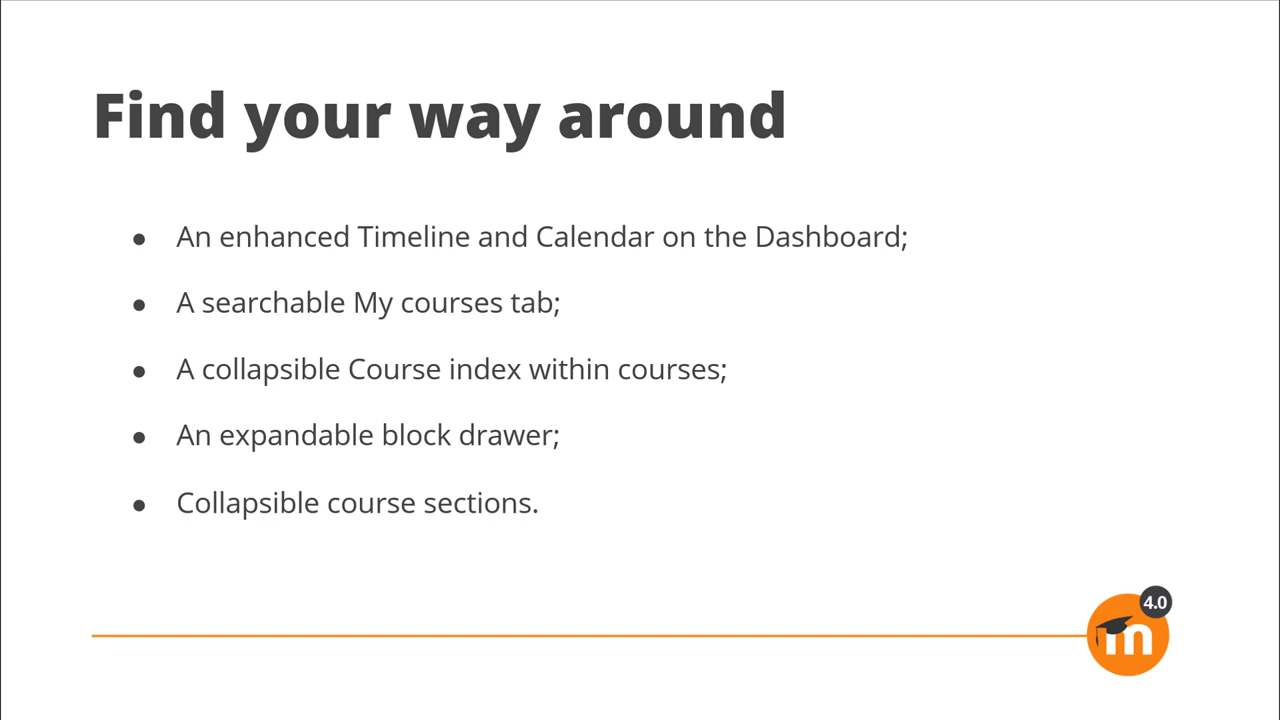 Find your way around
● An enhanced Timeline and Calendar on the Dashboard;
● A searchable My courses tab;
● A collapsible Course index within courses;
● An expandable block drawer;
● Collapsible course sections.
4.0
m